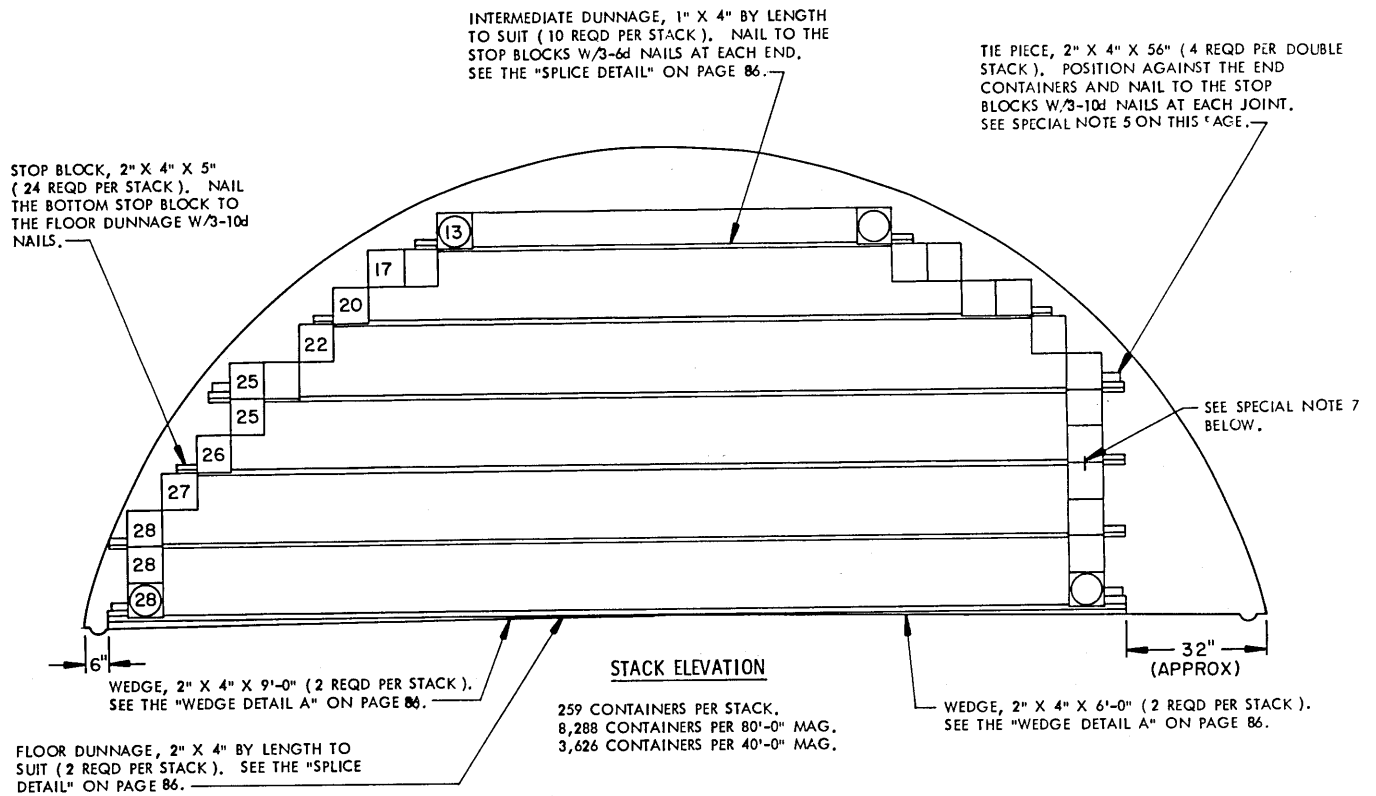 INTERMEDIATE DUNNAGE, 1" X 4" BY LENGTH
TO SUIT ( 10 REQD PER STACK ). NAIL TO THE
STOP BLOCKS W/3-6d NAILS AT EACH END.
SEE THE "SPLICE DETAIL" ON PAGE 86.
TIE PIECE, 2" X 4" X 56" ( 4 REQD PER DOUBLE
STACK ). POSITION AGAINST THE END
CONTAINERS AND NAIL TO THE STOP
BLOCKS W/3-10d NAILS AT EACH JOINT.
SEE SPECIAL NOTE 5 ON THIS AGE.
STOP BLOCK, 2" X 4" X 5"
( 24 REQD PER STACK ). NAIL
THE BOTTOM STOP BLOCK TO
THE FLOOR DUNNAGE W/3-10d
NAILS.
13
17
20
22
25
25
26
27
28
28
28
SEE SPECIAL NOTE 7
BELOW.
6"
32"
(APPROX)
WEDGE, 2" X 4" X 9'-0" ( 2 REQD PER STACK ).
SEE THE "WEDGE DETAIL A" ON PAGE 86.
STACK ELEVATION
259 CONTAINERS PER STACK.
8,288 CONTAINERS PER 80'-0" MAG.
3,626 CONTAINERS PER 40'-0" MAG.
WEDGE, 2" X 4" X 6'-0" ( 2 REQD PER STACK ).
SEE THE "WEDGE DETAIL A" ON PAGE 86.
FLOOR DUNNAGE, 2" X 4" BY LENGTH TO
SUIT ( 2 REQD PER STACK ). SEE THE "SPLICE
DETAIL" ON PAGE 86.